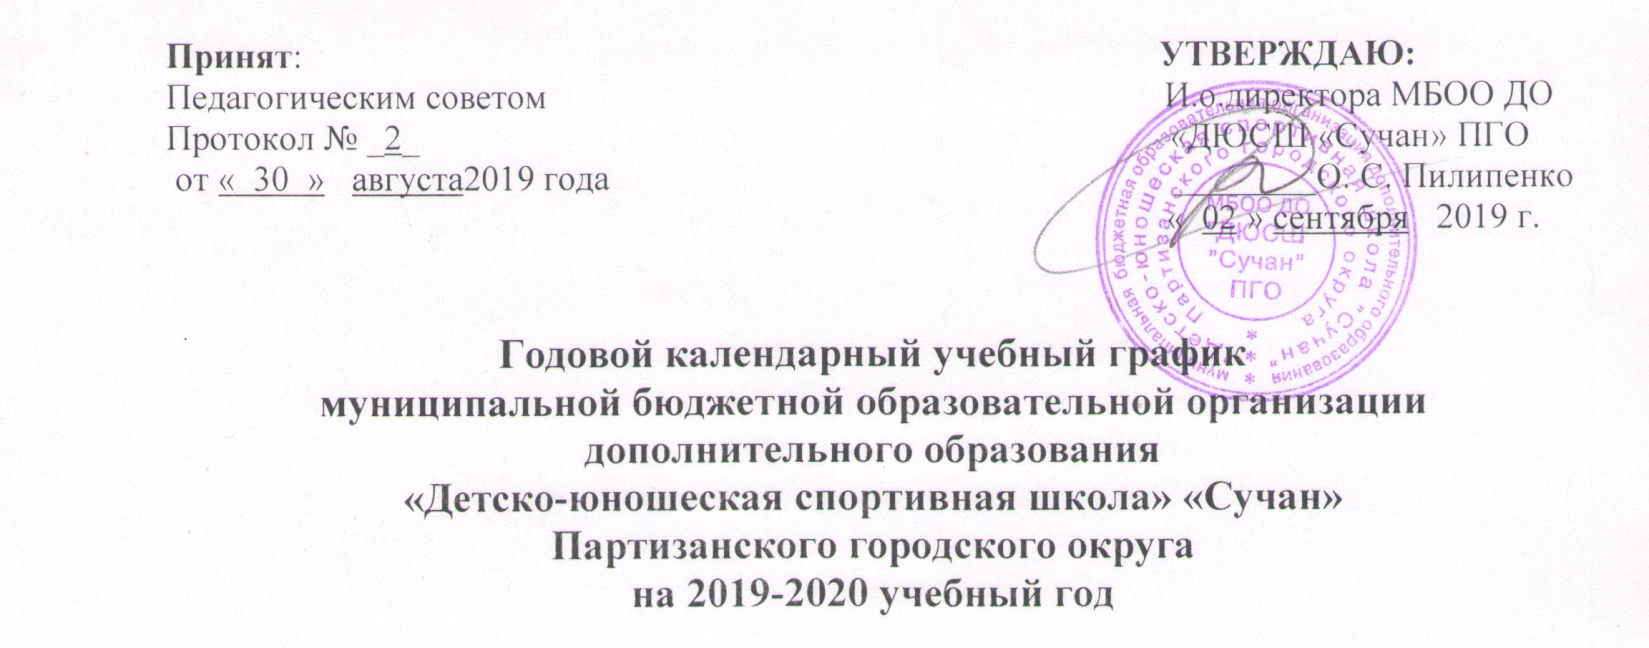 Принят:
Педагогическим советом
Протокол № _2_
от « 30 » августа2019 года
УТВЕРЖДАЮ:
И.о.директора МБОО ДО
«ДЮСШ «Сучан» ПГО
О. С. Пилипенко
« 02 » сентября 2019 г.
МБОО ДО
"ДЮСШ
"Сучан"
ПГО
Годовой календарный учебный график
муниципальной бюджетной образовательной организации
дополнительного образования
«Детско-юношеская спортивная школа» «Сучан»
Партизанского городского округа
на 2019-2020 учебный год